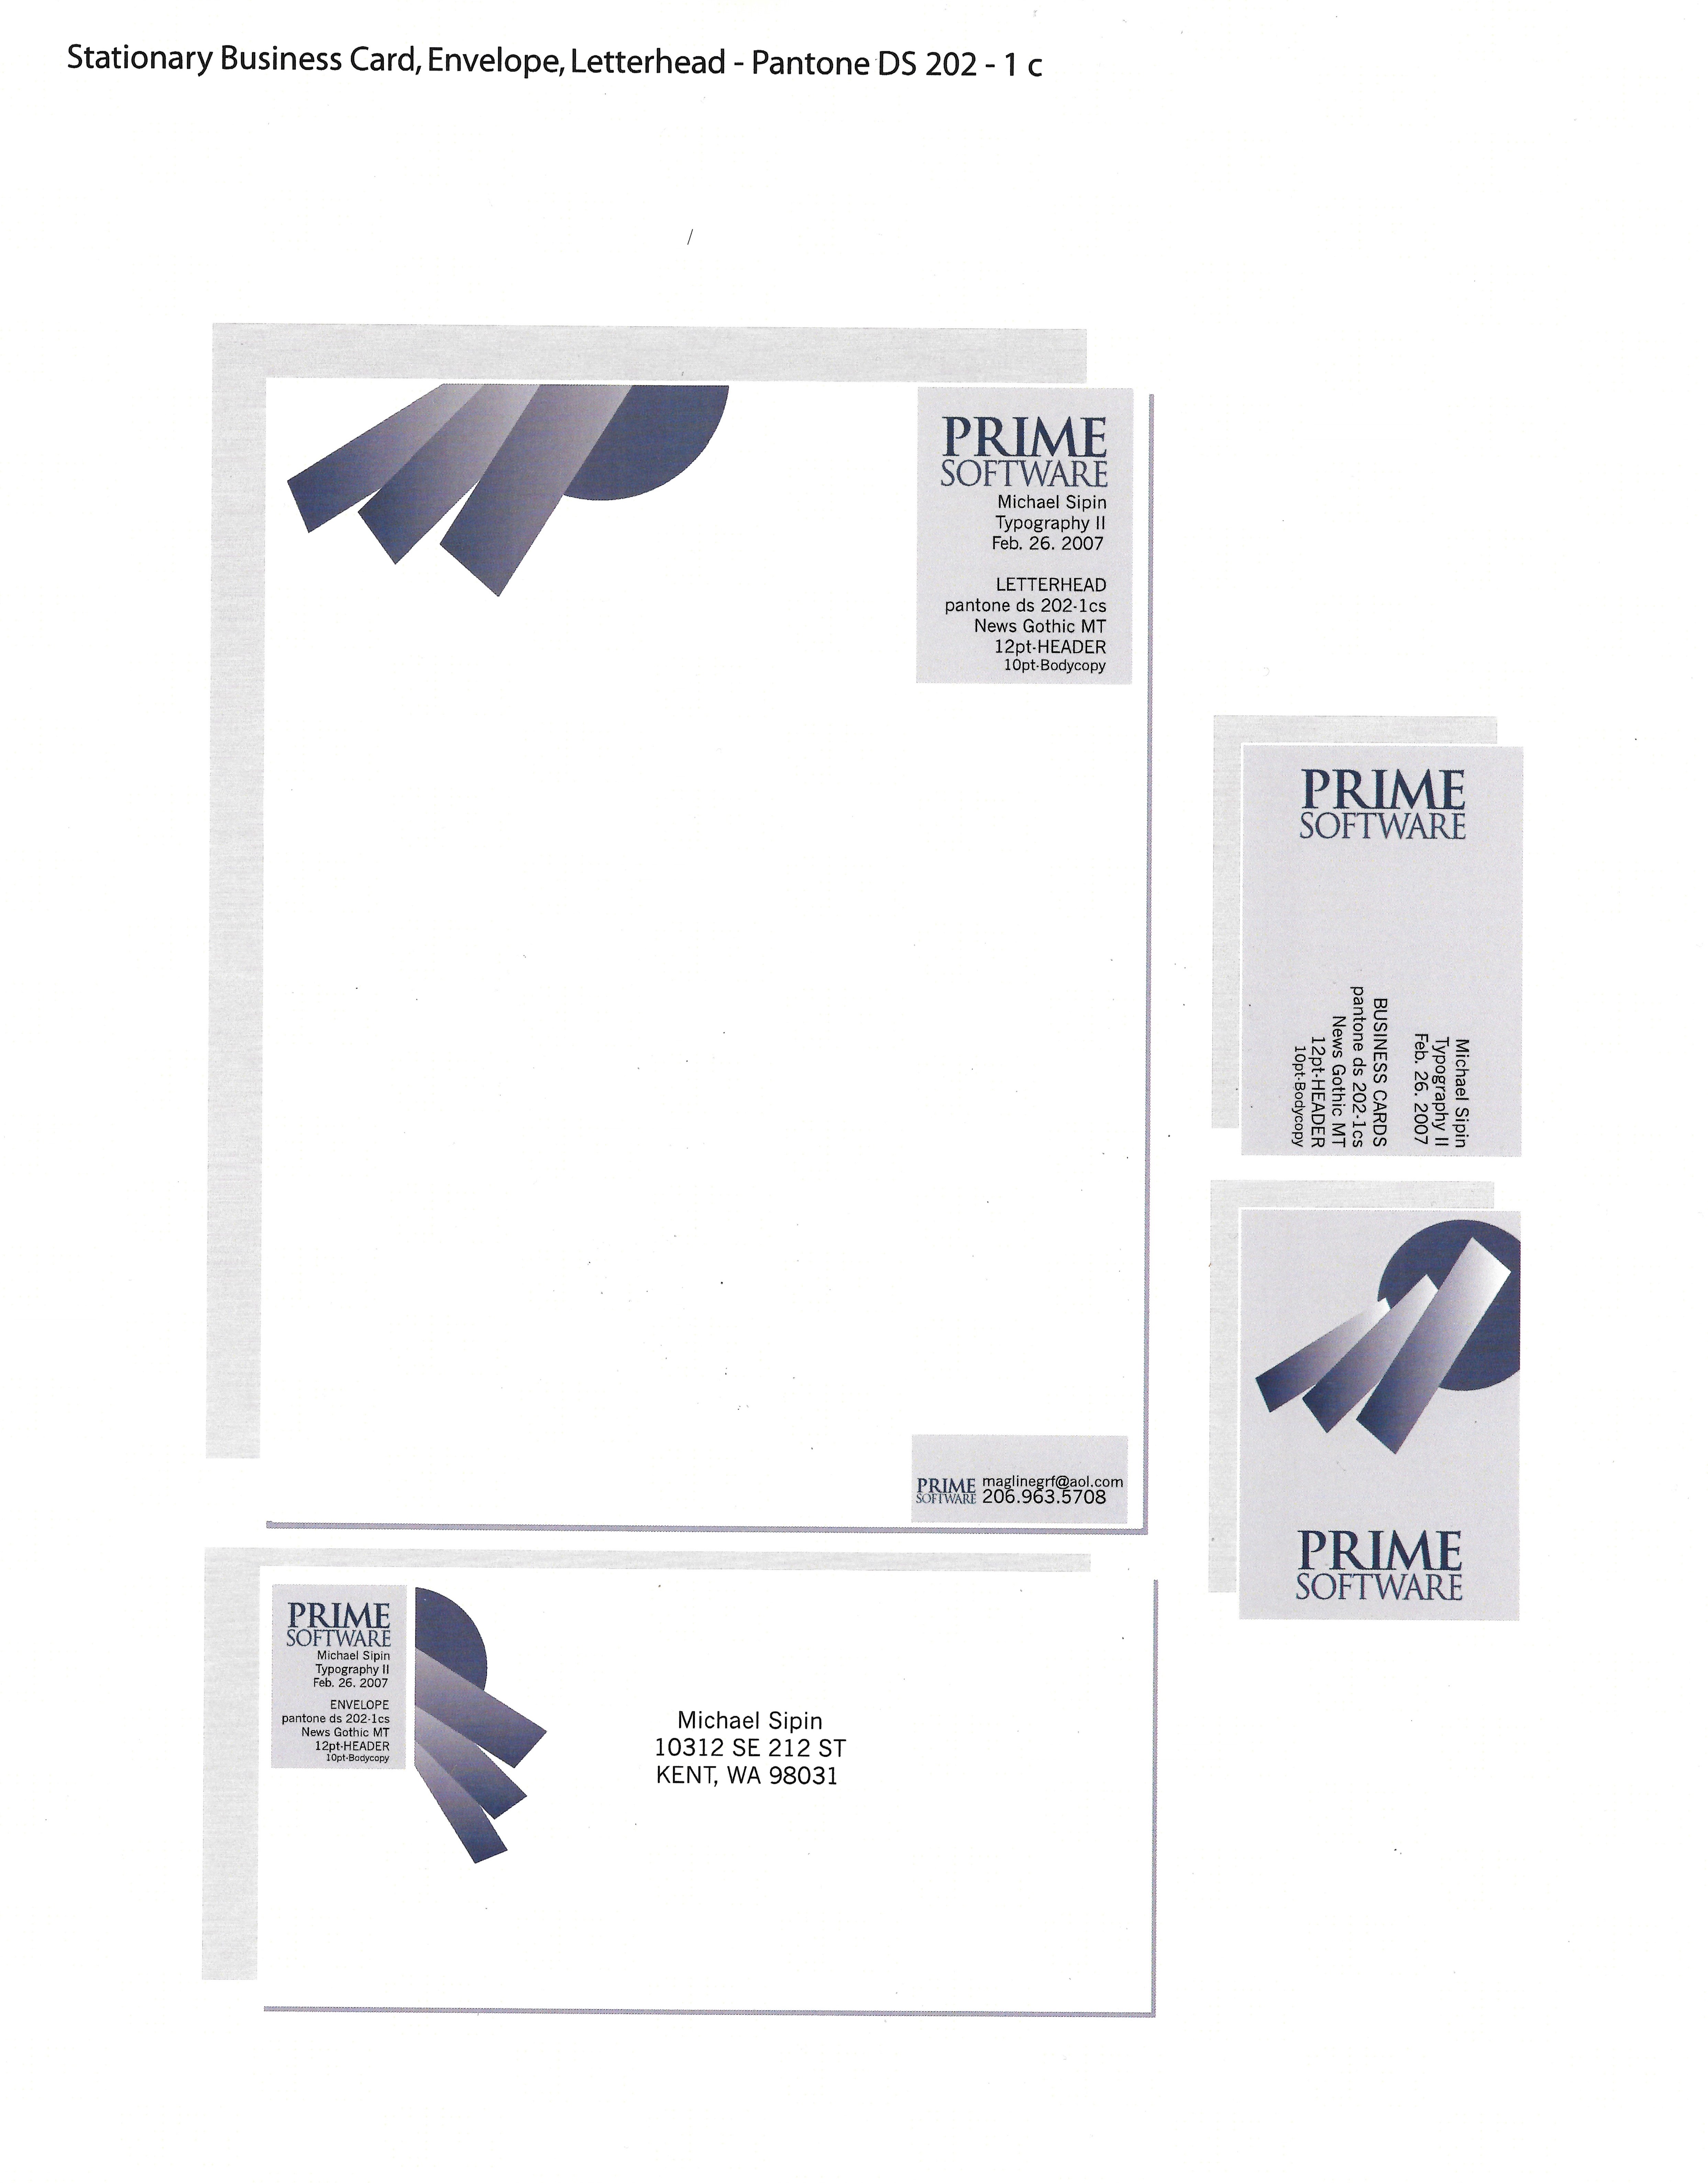 Stationary Business Card, Envelope, Letterhead - Pantone DS 202 - 1 c
PRIME
SOFTWARE
Michael Sipin
Typography II
Feb. 26. 2007
LETTERHEAD
pantone ds 202-1cs
News Gothic MT
12pt-HEADER
10pt-Bodycopy
PRIME
SOFTWARE
maglinegrf@aol.com
206.963.5708
PRIME
SOFTWARE
Michael Sipin
Typography II
Feb. 26. 2007
BUSINESS CARDS
pantone ds 202-1cs
News Gothic MT
12pt-HEADER
10pt-Bodycopy
PRIME
SOFTWARE
PRIME
SOFTWARE
Michael Sipin
Typography II
Feb. 26. 2007
ENVELOPE
pantone ds 202-1cs
News Gothic MT
12pt-HEADER
10pt-Bodycopy
Michael Sipin
10312 SE 212 ST
KENT, WA 98031